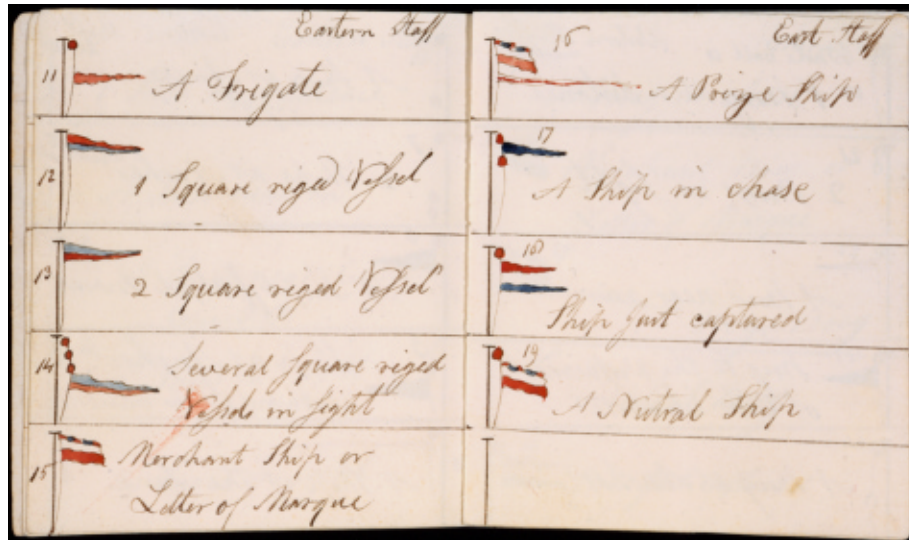 Eastern Staff
11 A Frigate
12 1 Square riged Vessel
13 2 Square riged Vessel
14 Several Square riged
Vessels in Sight
15 Merchant Ship or
Letter of Marque
East Staff
16 A Prize Ship
17
A Ship in chase
18
Ship Just captured
19
A Nutral Ship